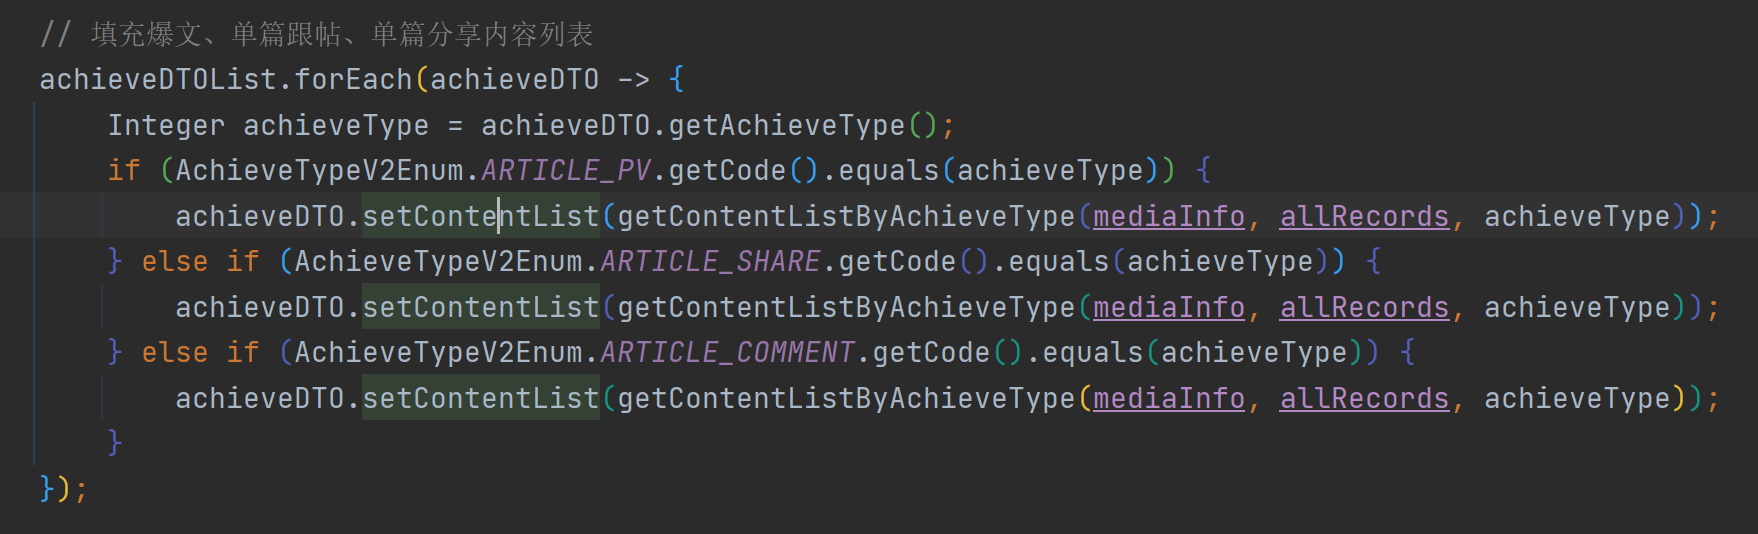 // 填充爆文、单篇跟帖、单篇分享内容列表
achieveDTOList.forEach(achieveDTO -> {
    Integer achieveType = achieveDTO.getAchieveType();
    if (AchieveTypeV2Enum.ARTICLE_PV.getCode().equals(achieveType)) {
        achieveDTO.setContentList(getContentListByAchieveType(mediaInfo, allRecords, achieveType));
    } else if (AchieveTypeV2Enum.ARTICLE_SHARE.getCode().equals(achieveType)) {
        achieveDTO.setContentList(getContentListByAchieveType(mediaInfo, allRecords, achieveType));
    } else if (AchieveTypeV2Enum.ARTICLE_COMMENT.getCode().equals(achieveType)) {
        achieveDTO.setContentList(getContentListByAchieveType(mediaInfo, allRecords, achieveType));
    }
});